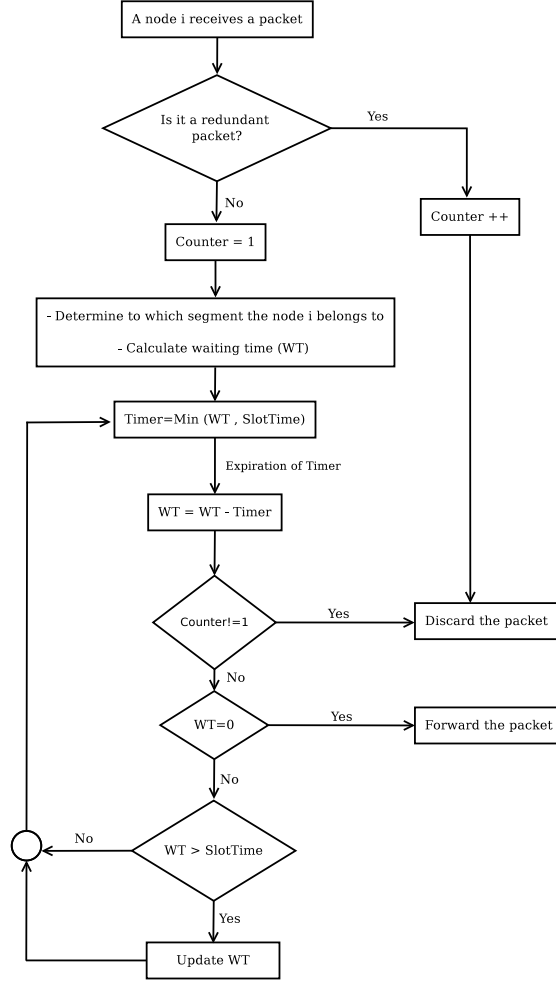 A node i receives a packet
Is it a redundant
packet?
Yes
No
Counter ++
Counter = 1
- Determine to which segment the node i belongs to
- Calculate waiting time (WT)
Timer=Min (WT , SlotTime)
Expiration of Timer
WT = WT - Timer
Counter!=1
Yes
Discard the packet
No
WT=0
Yes
Forward the packet
No
WT > SlotTime
No
Yes
Update WT